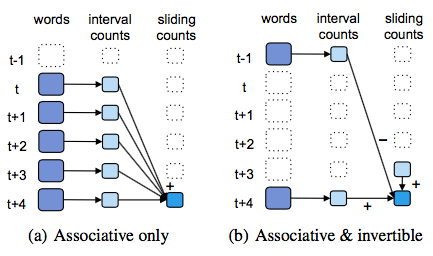 words interval counts sliding counts
t-1
t
t+1
t+2
t+3
+
t+4
(a) Associative only
words interval counts sliding counts
t-1
t
t+1
t+2
–
t+3
+
t+4
+
(b) Associative & invertible